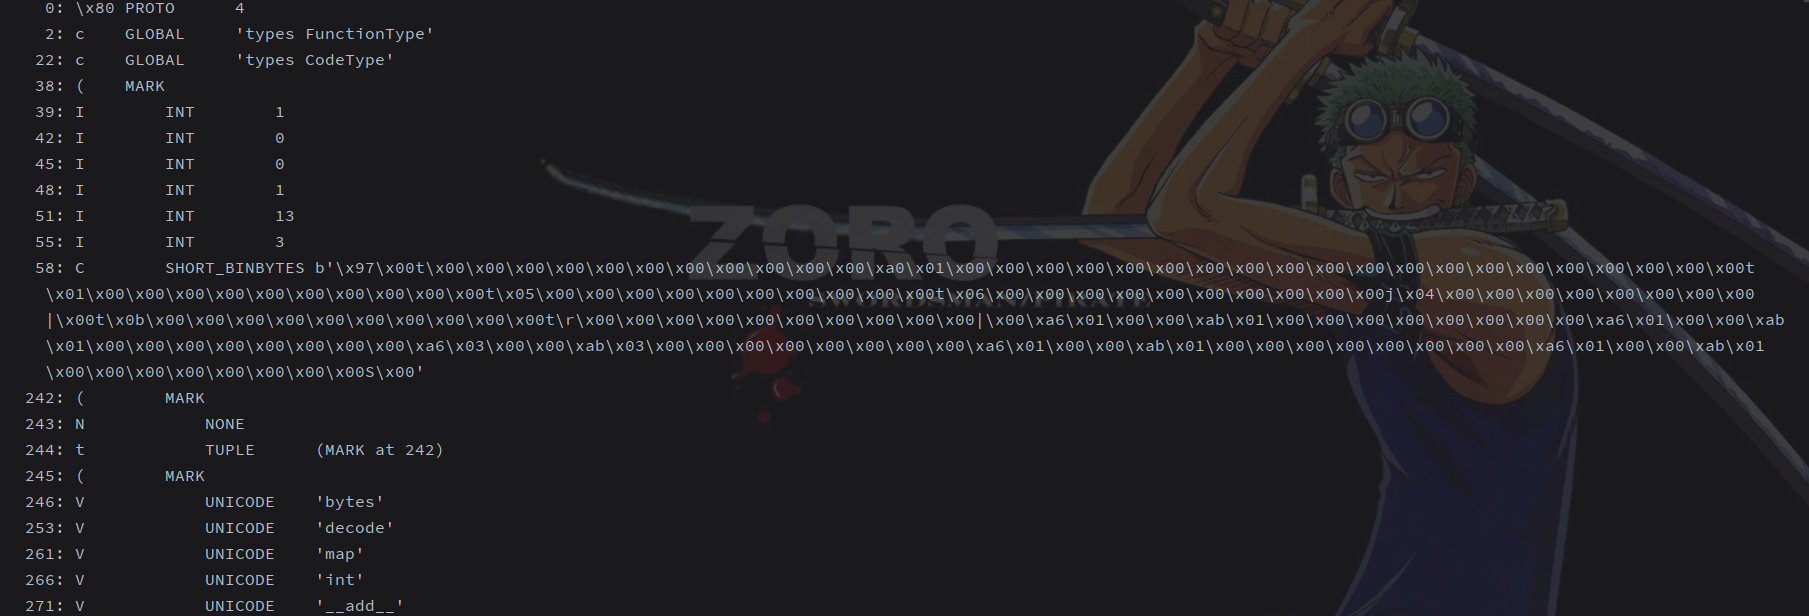 0: \x80 PROTO 4
2: c GLOBAL 'types FunctionType'
22: c GLOBAL 'types CodeType'
38: ( MARK
39: I INT 1
42: I INT 0
45: I INT 0
48: I INT 1
51: I INT 13
55: I INT 3
58: C SHORT_BINBYTES b'\x97\x00t\x00\x00\x00\x00\x00\x00\x00\x00\x00\x00\x00\xa0\x01\x00\x00\x00\x00\x00\x00\x00\x00\x00\x00\x00\x00\x00\x00\x00\x00\x00\x00\x00\x00t
\x01\x00\x00\x00\x00\x00\x00\x00\x00\x00\x00t\x05\x00\x00\x00\x00\x00\x00\x00\x00\x00\x00t\x06\x00\x00\x00\x00\x00\x00\x00\x00\x00\x00j\x04\x00\x00\x00\x00\x00\x00\x00\x00
|\x00t\x0b\x00\x00\x00\x00\x00\x00\x00\x00\x00\x00t\r\x00\x00\x00\x00\x00\x00\x00\x00\x00\x00|\x00\xa6\x01\x00\x00\xab\x01\x00\x00\x00\x00\x00\x00\x00\x00\xa6\x01\x00\x00\xab
\x01\x00\x00\x00\x00\x00\x00\x00\x00\xa6\x03\x00\x00\xab\x03\x00\x00\x00\x00\x00\x00\x00\x00\xa6\x01\x00\x00\xab\x01\x00\x00\x00\x00\x00\x00\x00\x00\xa6\x01\x00\x00\xab\x01
\x00\x00\x00\x00\x00\x00\x00\x00S\x00'
242: ( MARK
243: N NONE
244: t TUPLE (MARK at 242)
245: ( MARK
246: V UNICODE 'bytes'
253: V UNICODE 'decode'
261: V UNICODE 'map'
266: V UNICODE 'int'
271: V UNICODE '__add__'
ZORO
SWORDSMAN/PIRATE